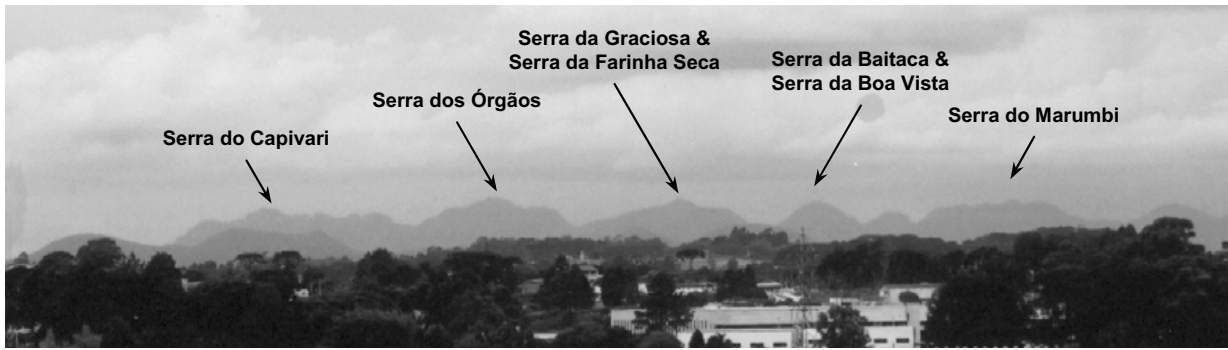 Serra do Capivari
Serra dos Órgãos
Serra da Graciosa &
Serra da Farinha Seca
Serra da Baitaca &
Serra da Boa Vista
Serra do Marumbi